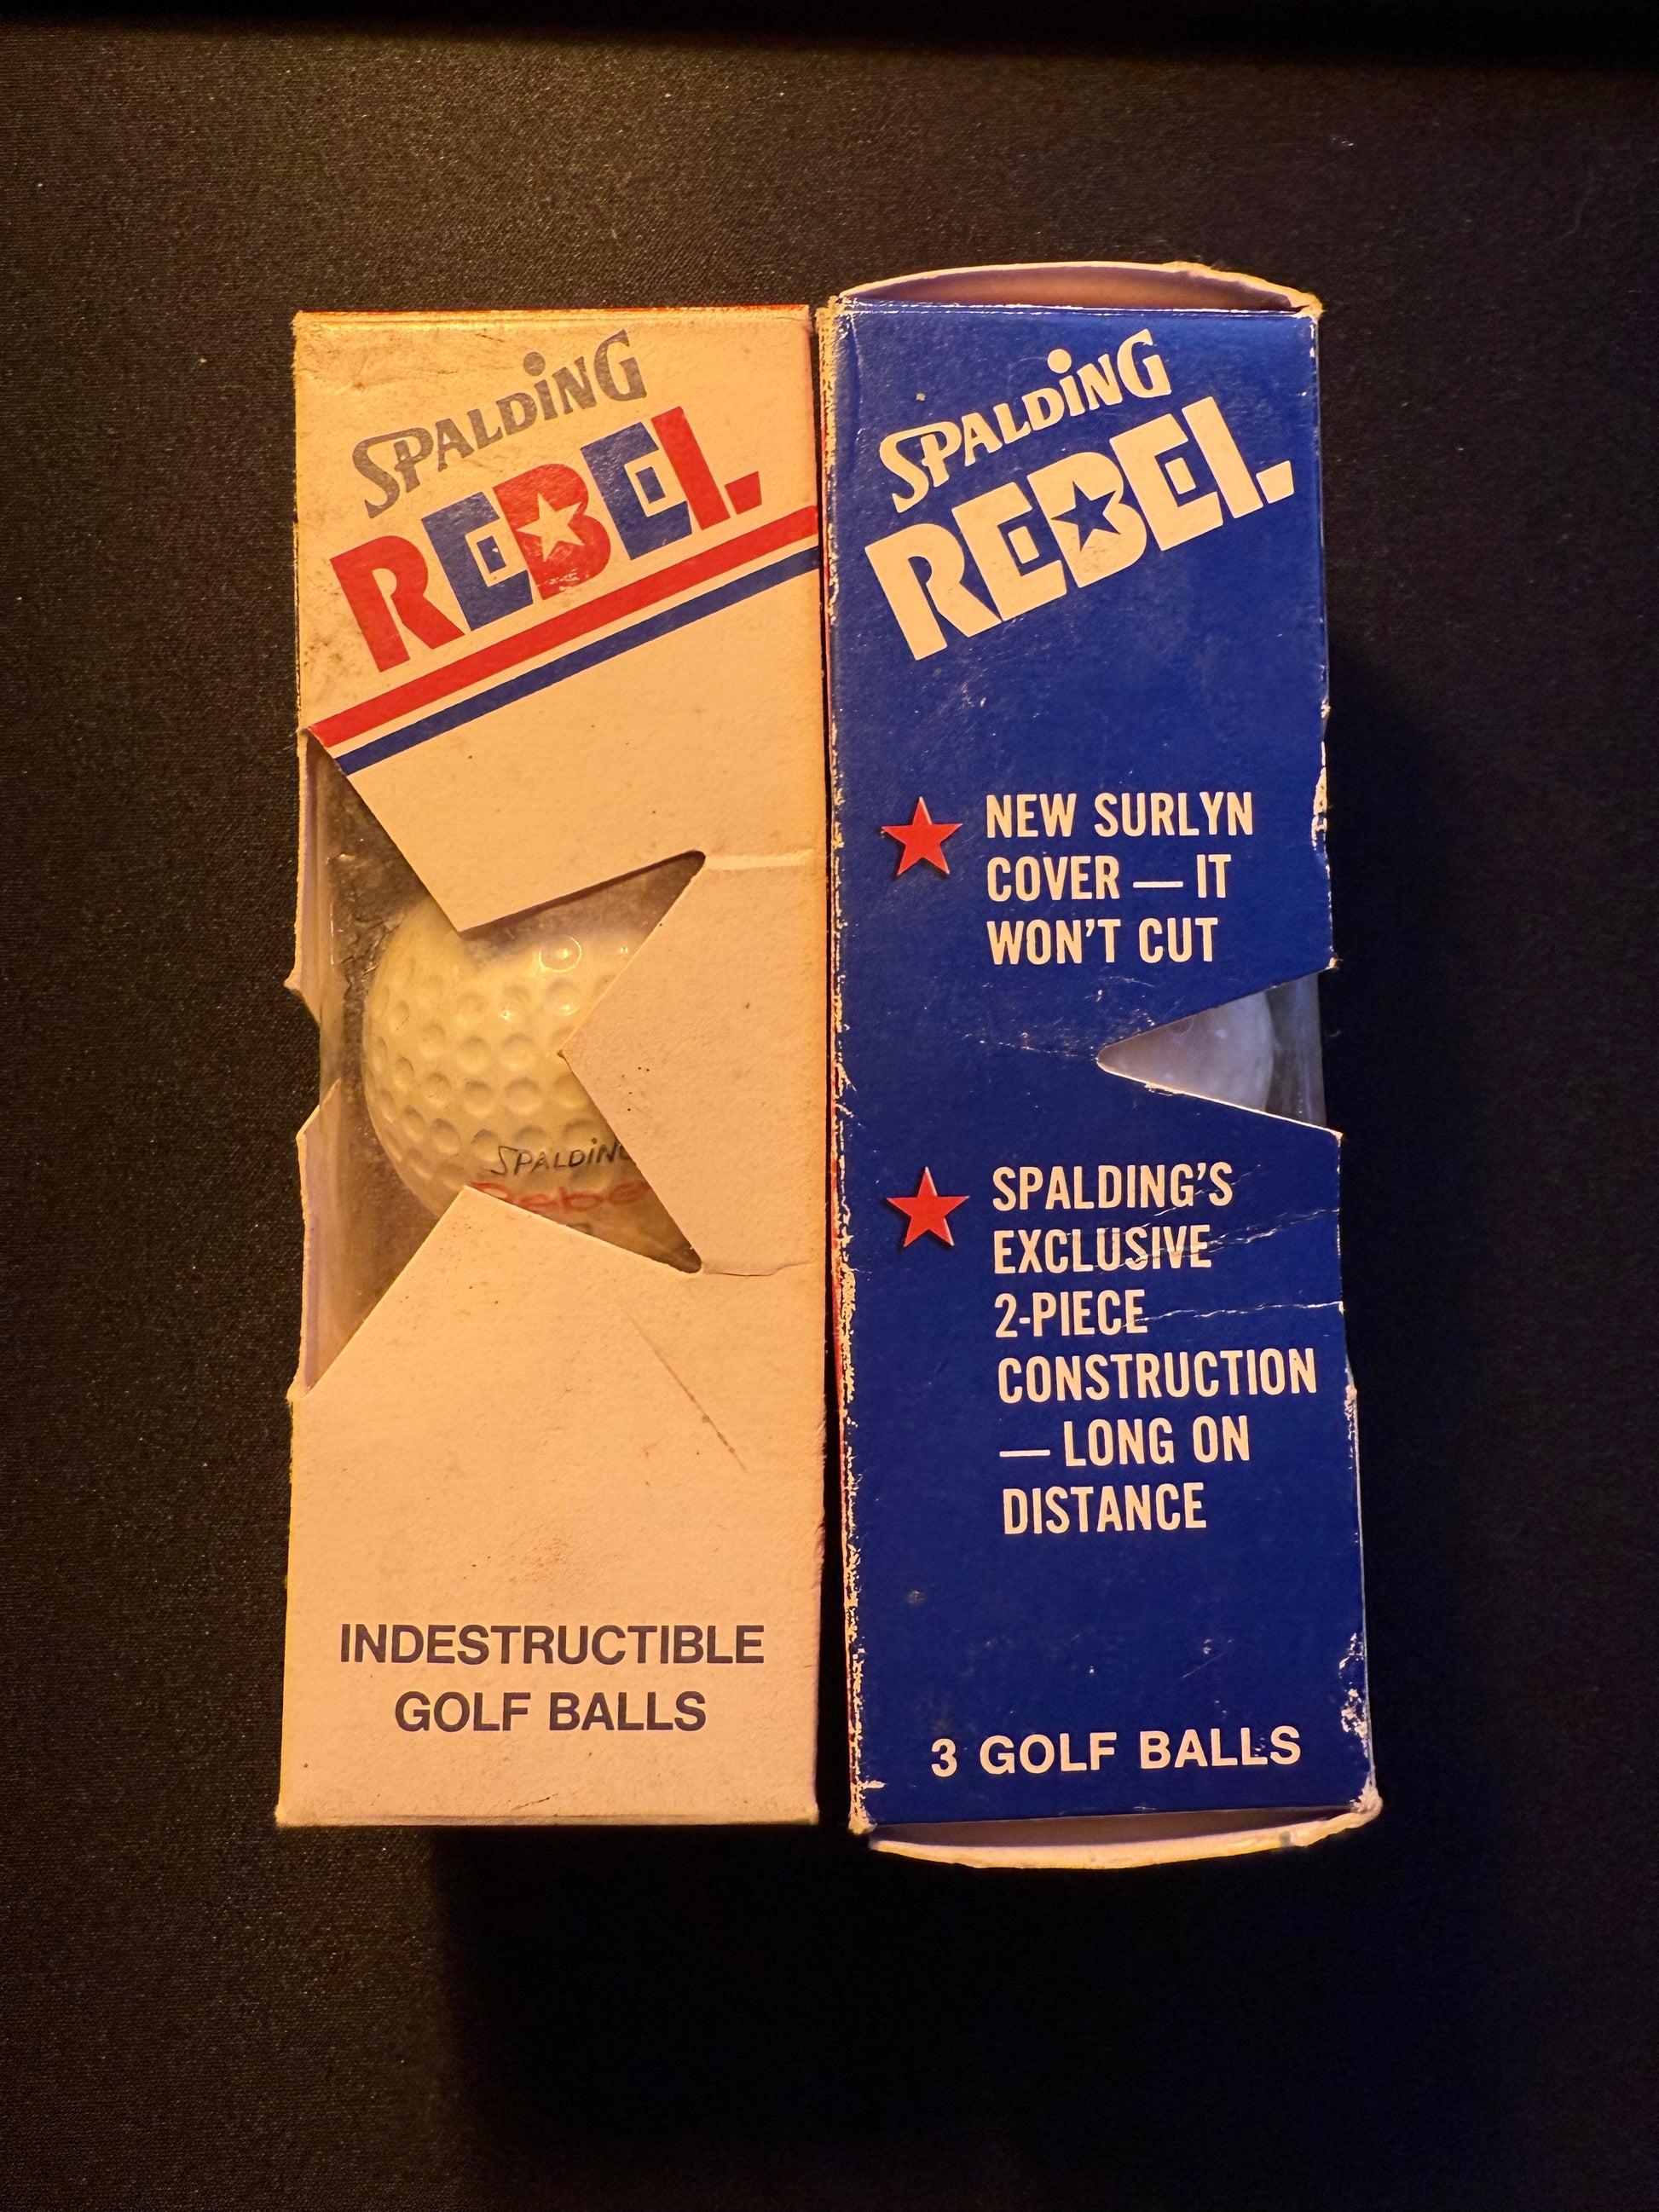 SPALDING
REBEL
SPALDING
INDESTRUCTIBLE
GOLF BALLS
SPALDING
REBEL
NEW SURLYN
COVER — IT
WON'T CUT
SPALDING'S
EXCLUSIVE
2-PIECE
CONSTRUCTION
— LONG ON
DISTANCE
3 GOLF BALLS